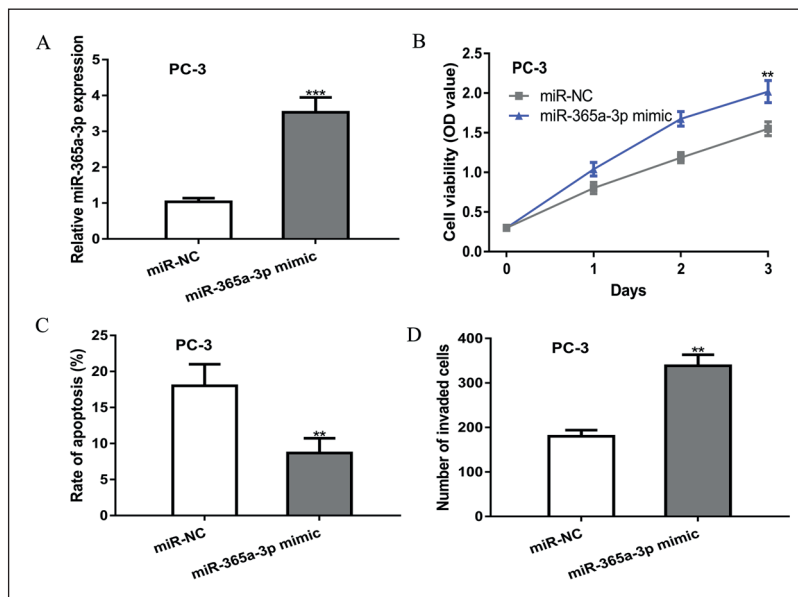 A
PC-3
Relative miR-365a-3p expression
5
4
3
2
1
0
***
miR-NC
miR-365a-3p mimic
B
PC-3
miR-NC
miR-365a-3p mimic
Cell viability (OD value)
2.5
2.0
1.5
1.0
0.5
0.0
**
0 1 2 3
Days
C
PC-3
Rate of apoptosis (%)
25
20
15
10
5
0
**
miR-NC
miR-365a-3p mimic
D
PC-3
Number of invaded cells
400
300
200
100
0
**
miR-NC
miR-365a-3p mimic